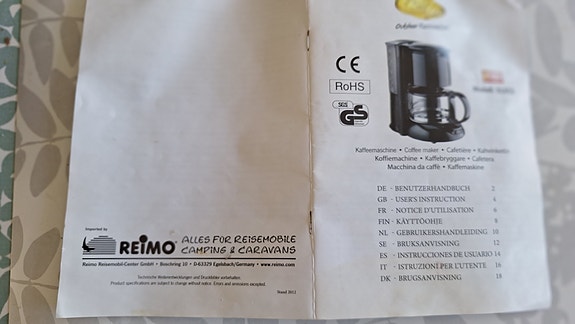 Imported by
REIMO®
ALLES FÜR REISEMOBILE
CAMPING & CARAVANS
Reimo Reisemobil-Center GmbH • Boschring 10 • D-63329 Egelsbach/Germany • www.reimo.com
Technische Weiterentwicklungen und Druckfehler vorbehalten.
Product specifications are subject to change without notice. Errors and omissions excepted.
Stand 2012
CE
RoHS
SGS
GS
Kaffeemaschine • Coffee maker • Cafetière • Kahvinkeitin
Koffiemachine • Kaffebryggare • Cafetera
Macchina da caffè • Kaffemaskine
DE · BENUTZERHANDBUCH 2
GB · USER'S INSTRUCTION 4
FR · NOTICE D'UTILISATION 6
FIN · KÄYTTÖOHJE 8
NL · GEBRUIKERSHANDLEIDING 10
SE · BRUKSANVISNING 12
ES · INSTRUCCIONES DE USUARIO 14
IT · ISTRUZIONI PER L'UTENTE 16
DK · BRUGSANVISNING 18